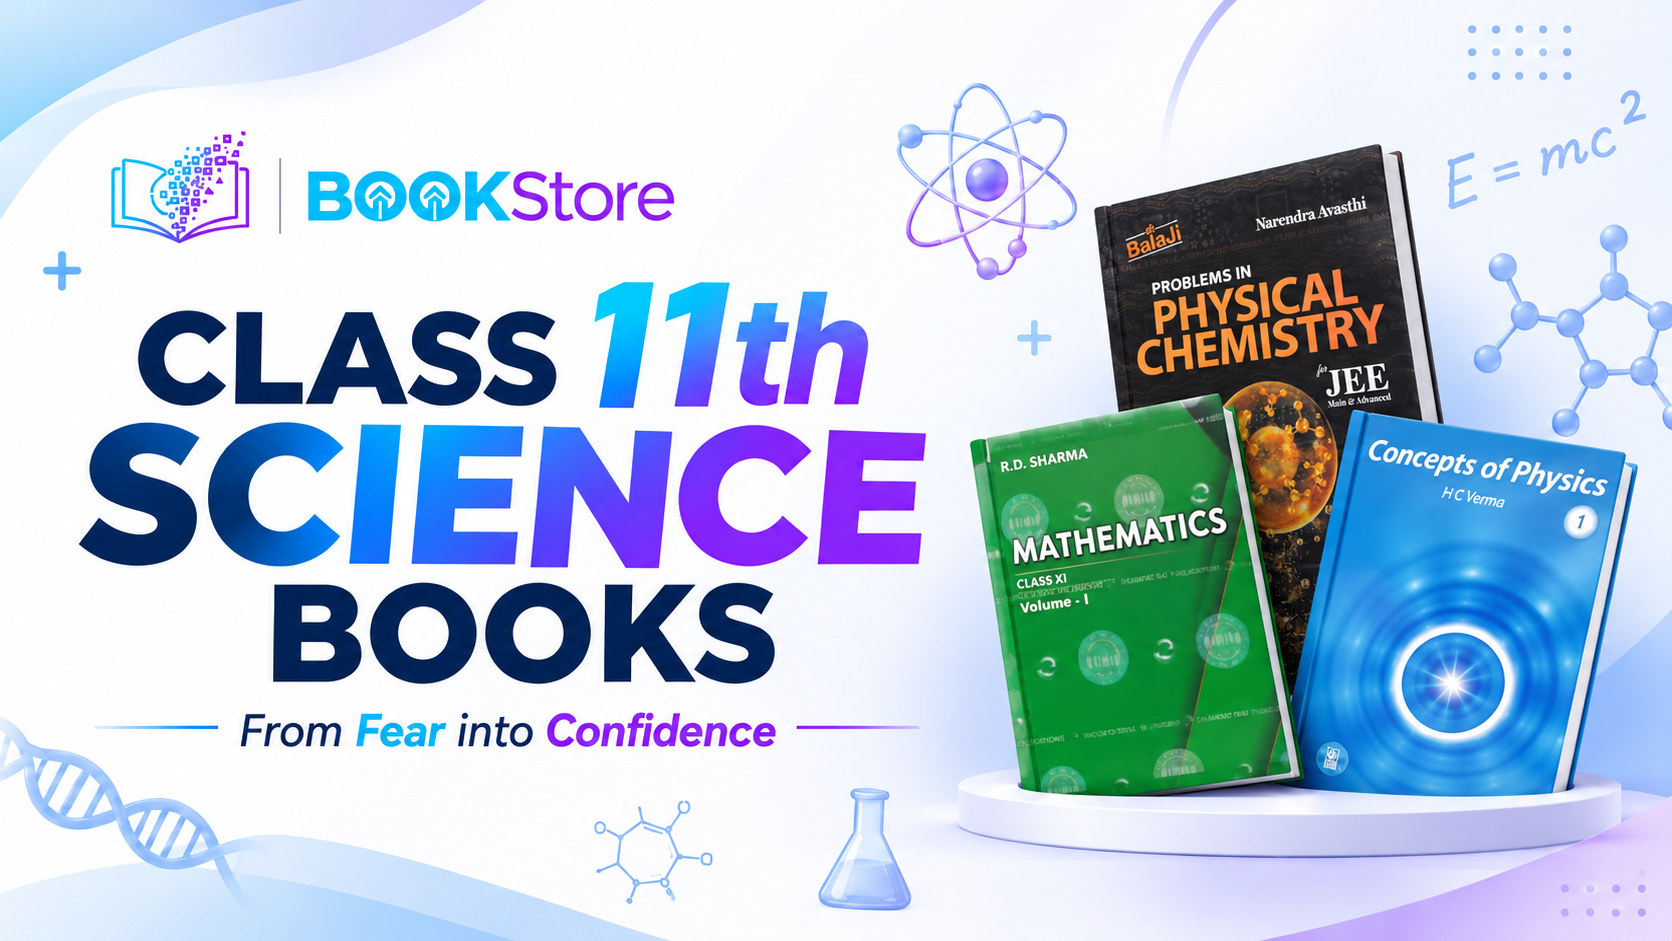 BOOKStore
CLASS 11th
SCIENCE
BOOKS
From Fear into Confidence
E = mc²
BalaJi
Narendra Avasthi
PROBLEMS IN
PHYSICAL
CHEMISTRY
for JEE
Main & Advanced
R.D. SHARMA
MATHEMATICS
CLASS XI
Volume - I
Concepts of Physics
H C Verma
1